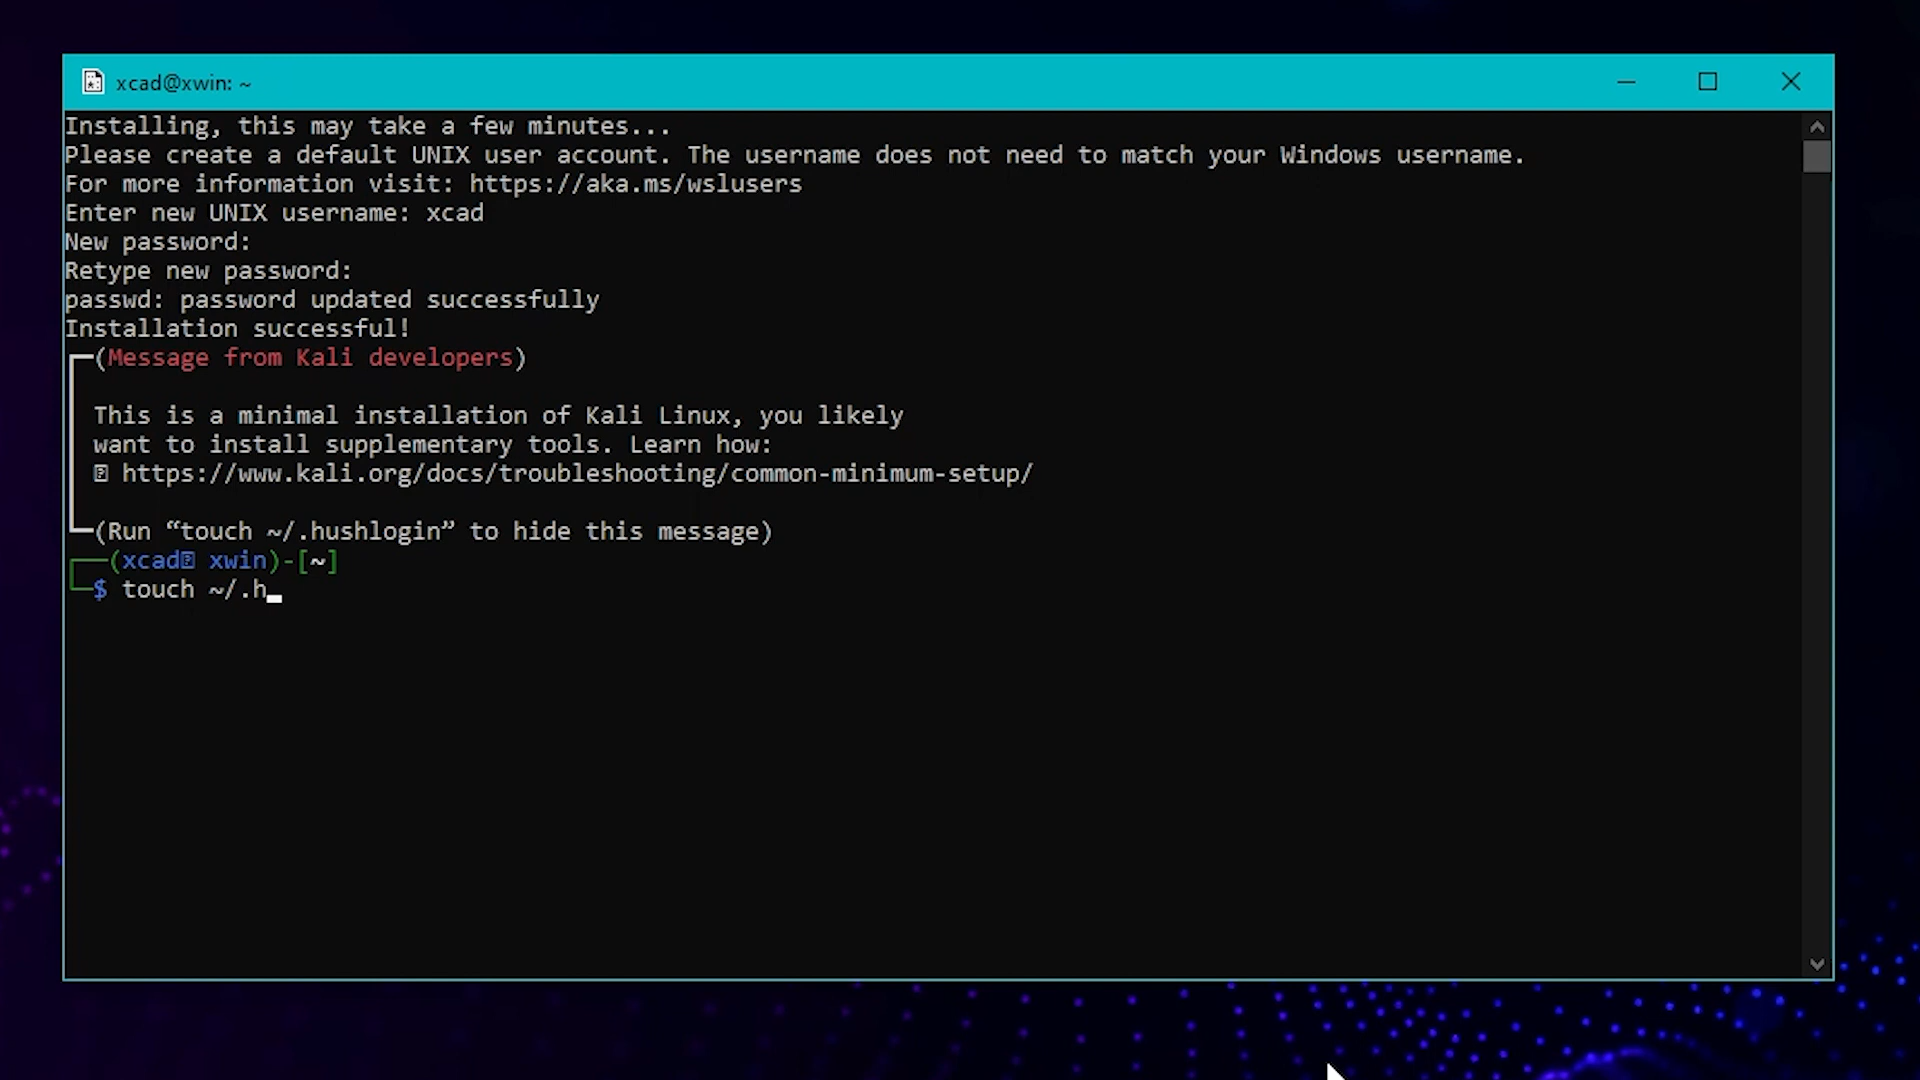 xcad@xwin: ~
Installing, this may take a few minutes...
Please create a default UNIX user account. The username does not need to match your Windows username.
For more information visit: https://aka.ms/wslusers
Enter new UNIX username: xcad
New password:
Retype new password:
passwd: password updated successfully
Installation successful!
┏━(Message from Kali developers)
┃
┃ This is a minimal installation of Kali Linux, you likely
┃ want to install supplementary tools. Learn how:
┃ ⍰ https://www.kali.org/docs/troubleshooting/common-minimum-setup/
┃
┗━(Run “touch ~/.hushlogin” to hide this message)
┌──(xcad⍰ xwin)-[~]
└─$ touch ~/.h